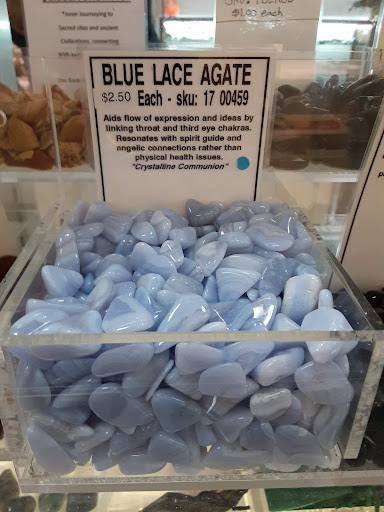 "Inner Journeying to
Sacred sites and ancient
Civilizations, connecting
$1.00 each
BLUE LACE AGATE
$2.50 Each - sku: 17 00459
Aids flow of expression and ideas by
linking throat and third eye chakras.
Resonates with spirit guide and
nngelic connections rather than
physical health issues.
"Crystalline Communion"